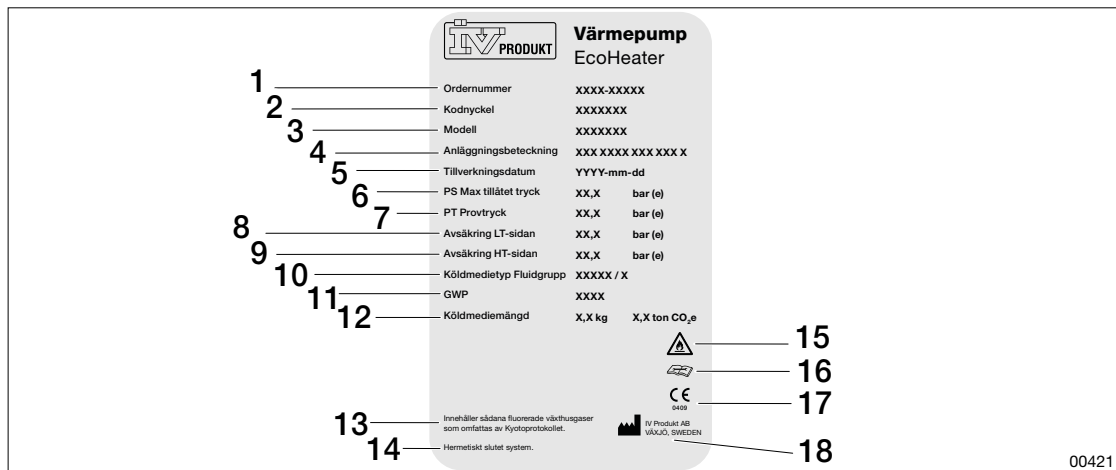 IV PRODUKT
Värmepump
EcoHeater
1 Ordernummer XXXX-XXXXX
2 Kodnyckel XXXXXXX
3 Modell XXXXXXX
4 Anläggningsbeteckning XXX XXXX XXX XXX X
5 Tillverkningsdatum YYYY-mm-dd
6 PS Max tillåtet tryck XX,X bar (e)
7 PT Provtryck XX,X bar (e)
8 Avsäkring LT-sidan XX,X bar (e)
9 Avsäkring HT-sidan XX,X bar (e)
10 Köldmedietyp Fluidgrupp XXXXX / X
11 GWP XXXX
12 Köldmediemängd X,X kg X,X ton CO₂e
15
16
CE 17
0409
13 Innehåller sådana fluorerade växthusgaser
som omfattas av Kyotoprotokollet.
14 Hermetiskt slutet system.
IV Produkt AB
VÄXJÖ, SWEDEN
18
00421